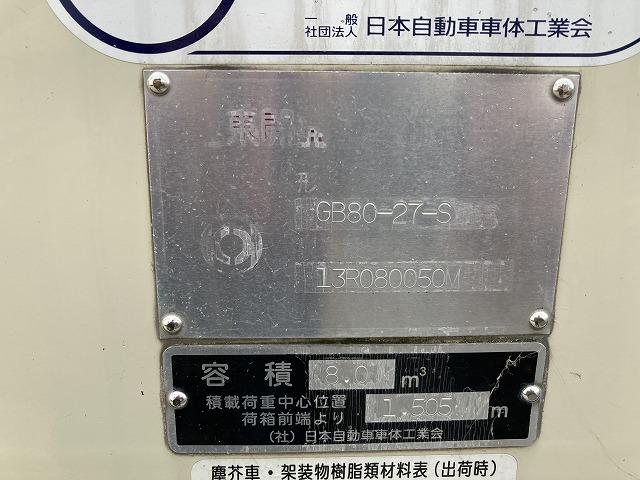 一般社団法人 日本自動車車体工業会
東
形
GB80-27-S
13R080050M
容積 8.0 m³
積載荷重中心位置
荷箱前端より 1.505 m
(社) 日本自動車車体工業会
塵芥車・架装物樹脂類材料表(出荷時)